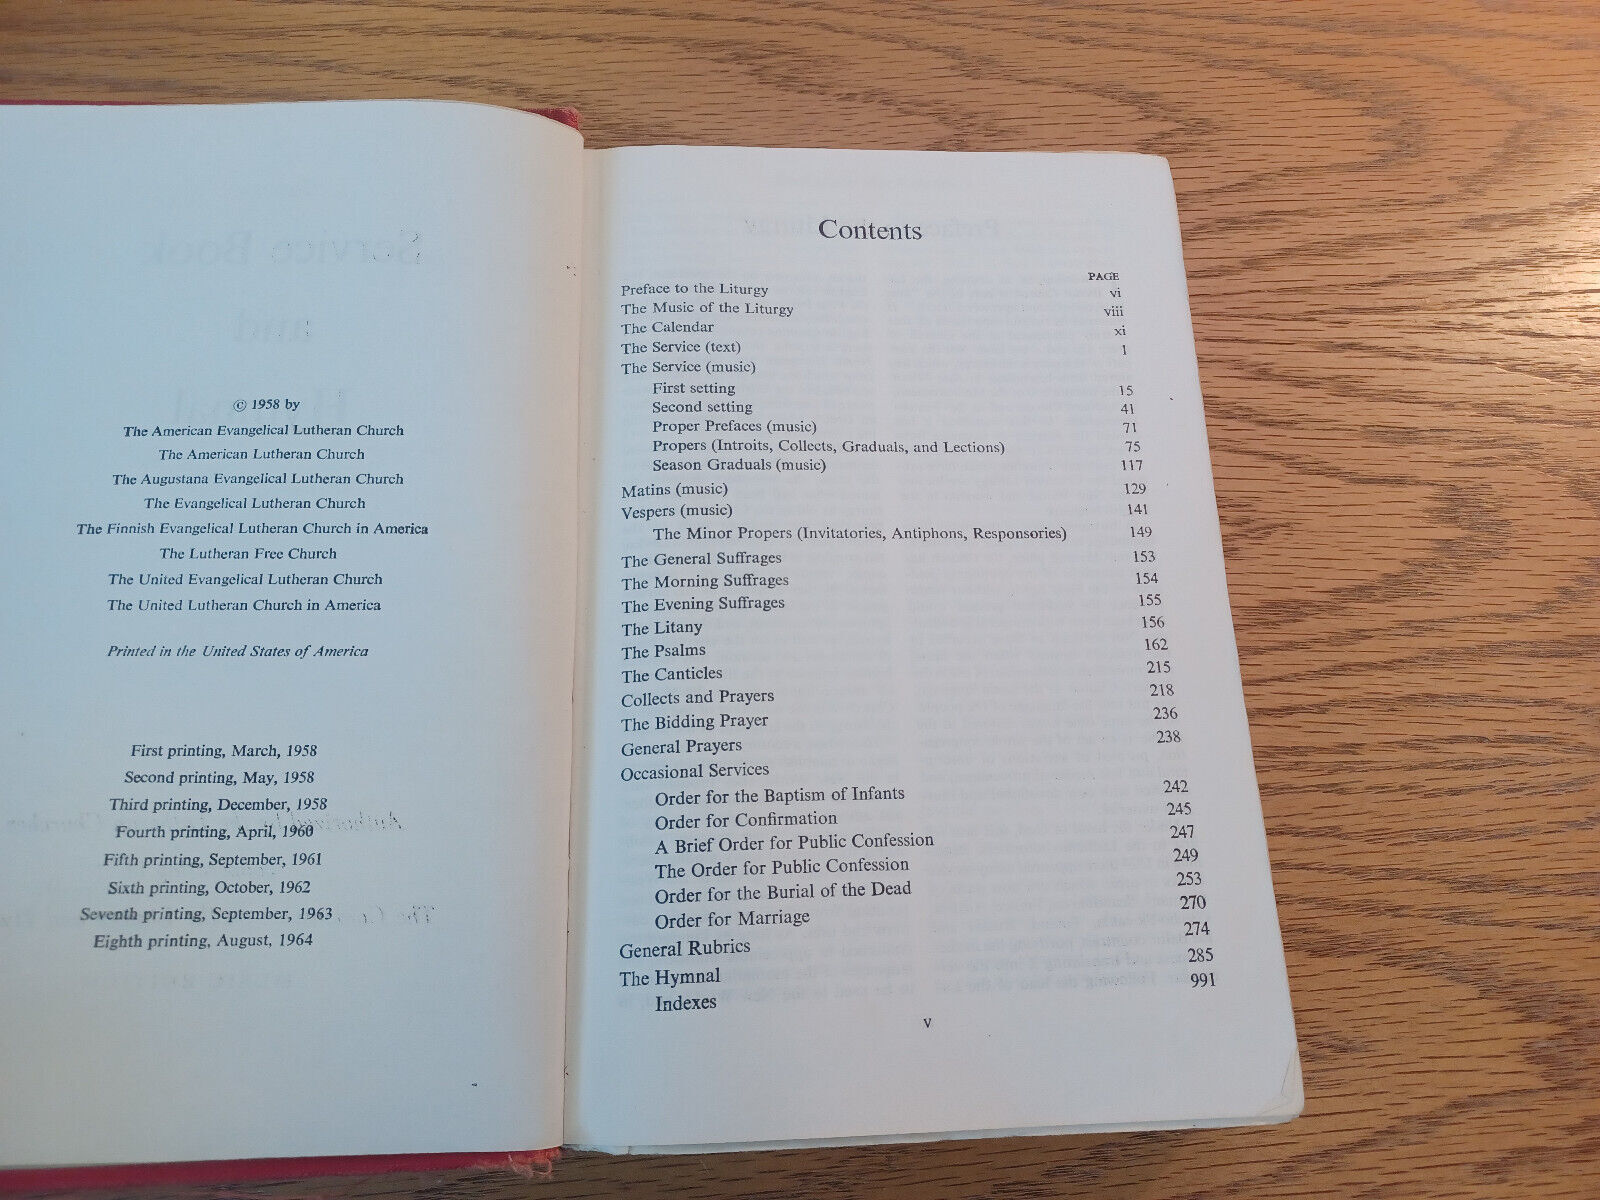 © 1958 by
The American Evangelical Lutheran Church
The American Lutheran Church
The Augustana Evangelical Lutheran Church
The Evangelical Lutheran Church
The Finnish Evangelical Lutheran Church in America
The Lutheran Free Church
The United Evangelical Lutheran Church
The United Lutheran Church in America
Printed in the United States of America
First printing, March, 1958
Second printing, May, 1958
Third printing, December, 1958
Fourth printing, April, 1960
Fifth printing, September, 1961
Sixth printing, October, 1962
Seventh printing, September, 1963
Eighth printing, August, 1964
Contents
PAGE
Preface to the Liturgy vi
The Music of the Liturgy viii
The Calendar xi
The Service (text) 1
The Service (music)
First setting 15
Second setting 41
Proper Prefaces (music) 71
Propers (Introits, Collects, Graduals, and Lections) 75
Season Graduals (music) 117
Matins (music) 129
Vespers (music) 141
The Minor Propers (Invitatories, Antiphons, Responsories) 149
The General Suffrages 153
The Morning Suffrages 154
The Evening Suffrages 155
The Litany 156
The Psalms 162
The Canticles 215
Collects and Prayers 218
The Bidding Prayer 236
General Prayers 238
Occasional Services
Order for the Baptism of Infants 242
Order for Confirmation 245
A Brief Order for Public Confession 247
The Order for Public Confession 249
Order for the Burial of the Dead 253
Order for Marriage 270
General Rubrics 274
The Hymnal 285
Indexes 991
v